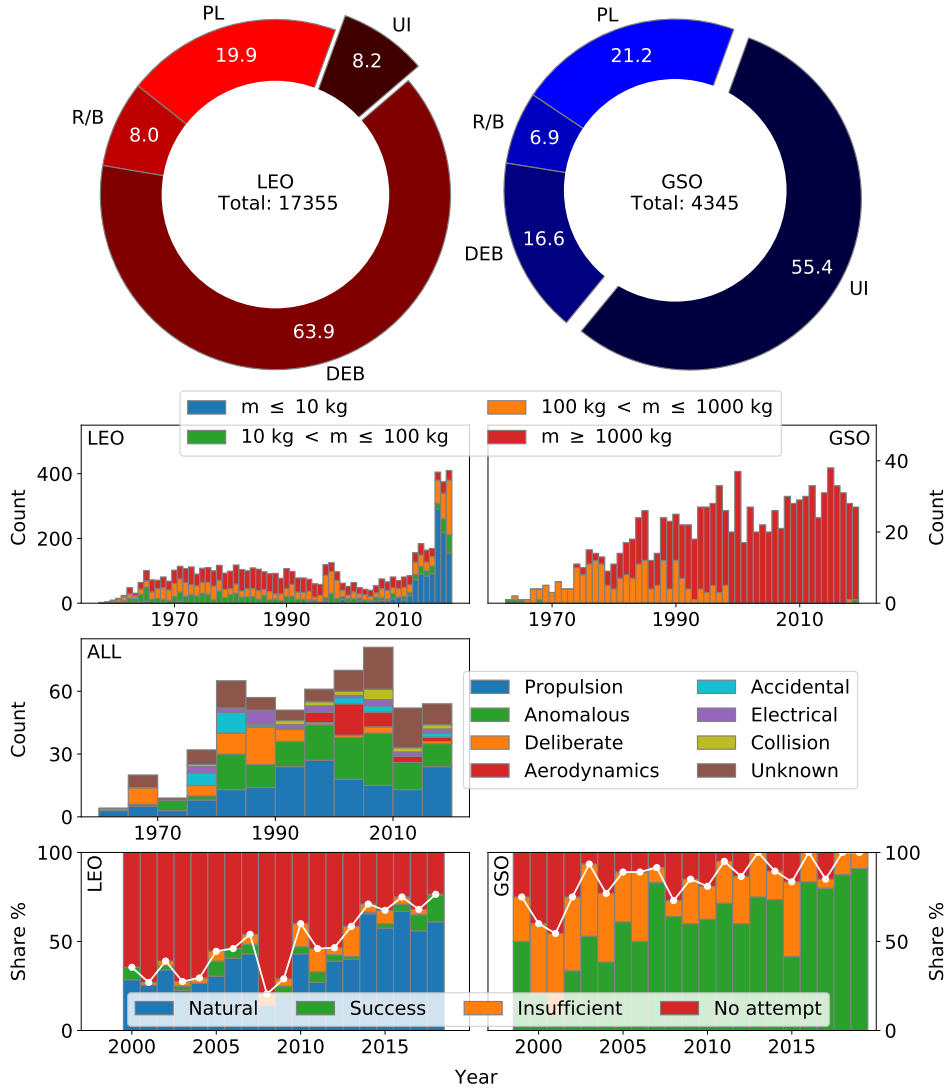 PL
UI
19.9
8.2
R/B
8.0
LEO
Total: 17355
63.9
DEB
PL
21.2
R/B
6.9
GSO
Total: 4345
DEB
16.6
55.4
UI
m ≤ 10 kg
10 kg < m ≤ 100 kg
100 kg < m ≤ 1000 kg
m ≥ 1000 kg
LEO
Count
400
200
0
1970
1990
2010
GSO
Count
40
20
0
1970
1990
2010
ALL
Count
60
30
0
1970
1990
2010
Propulsion
Anomalous
Deliberate
Aerodynamics
Accidental
Electrical
Collision
Unknown
LEO
Share %
100
50
0
2000
2005
2010
2015
GSO
Share %
100
50
0
2000
2005
2010
2015
Natural
Success
Insufficient
No attempt
Year